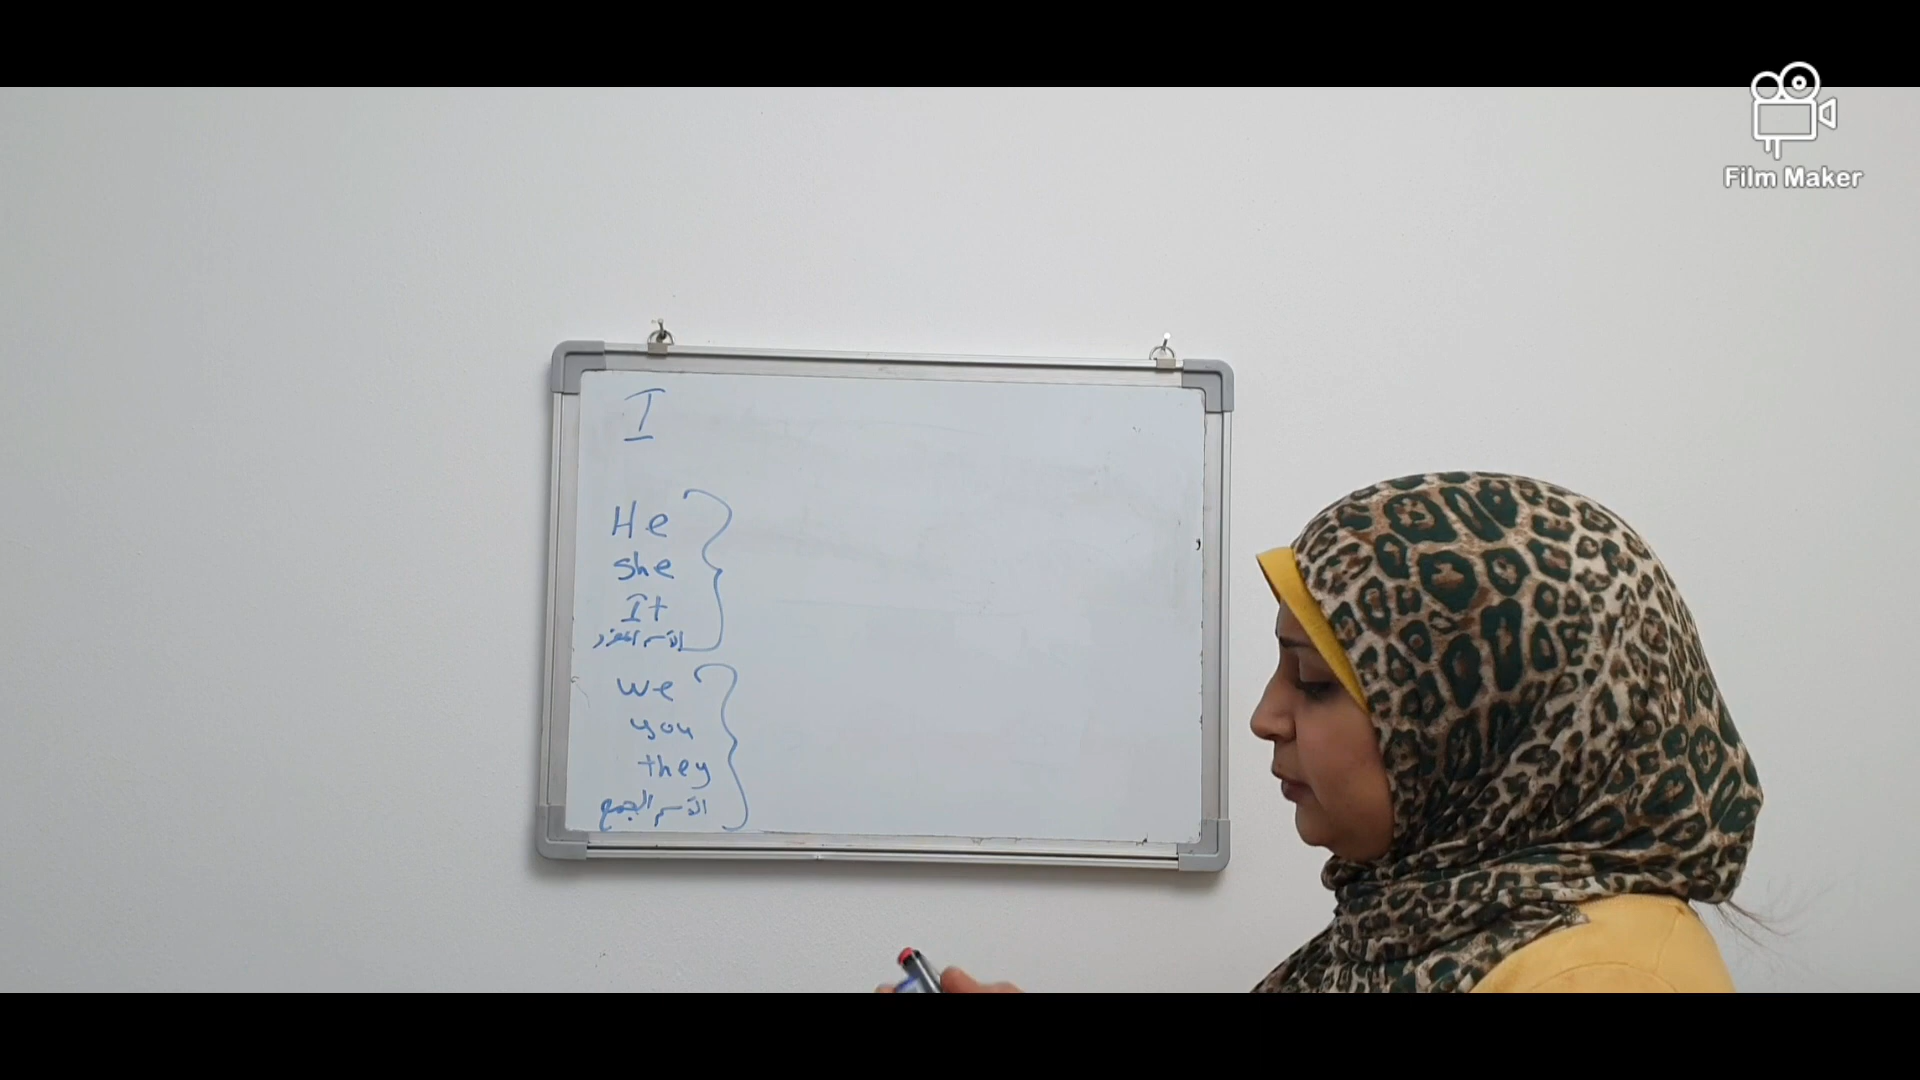 I
He
she
It
الاسم المفرد
we
you
they
الاسم الجمع
Film Maker